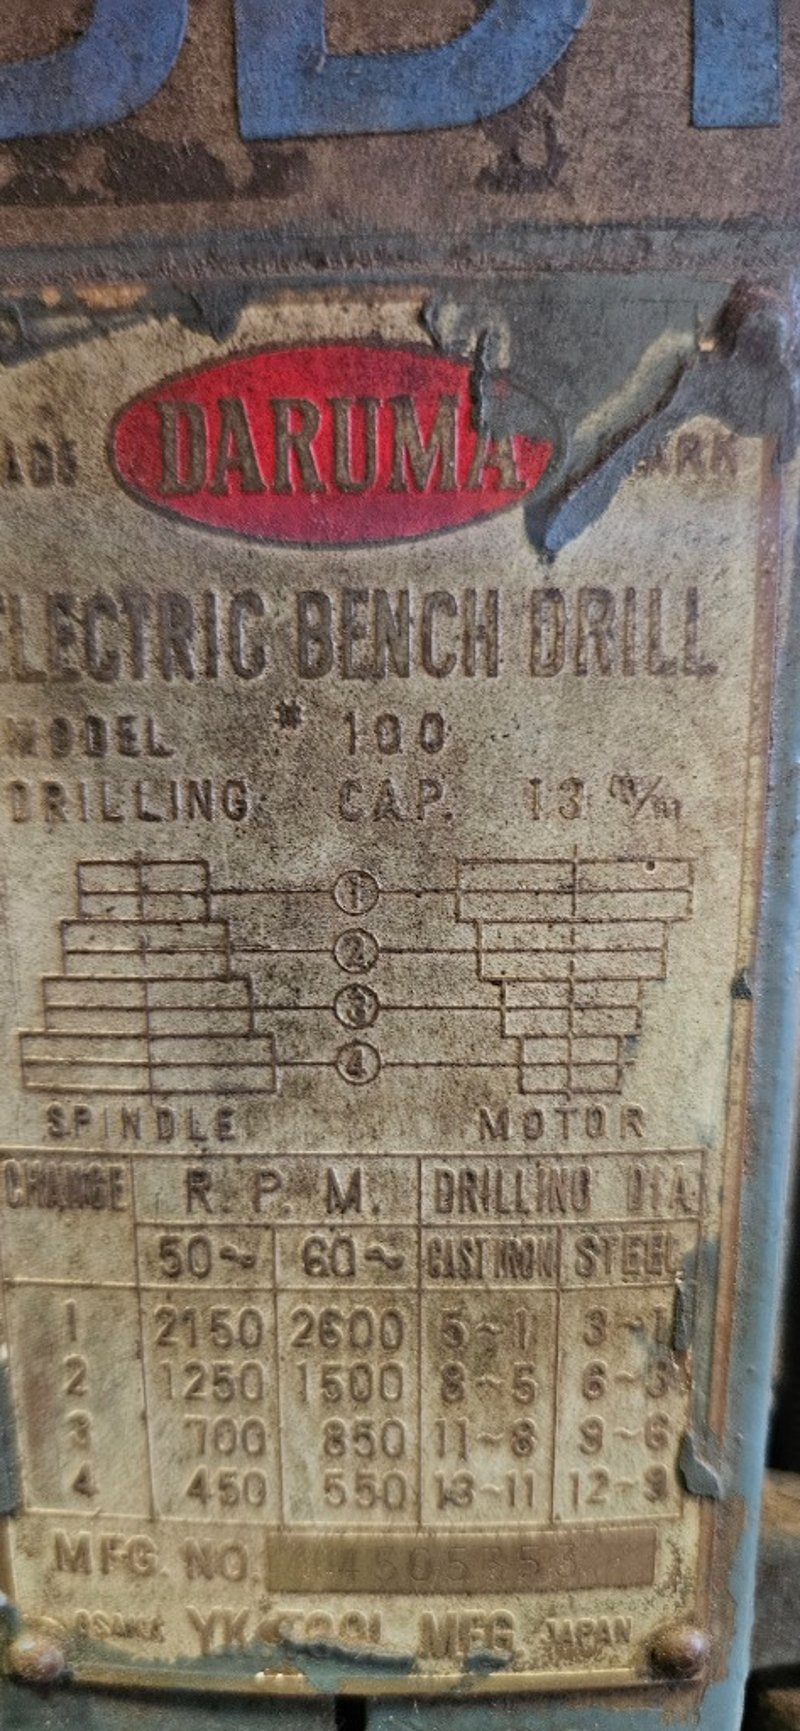 DARUMA
ELECTRIC BENCH DRILL
MODEL * 100
DRILLING CAP. 13 m/m
1
2
3
4
SPINDLE MOTOR
CHANGE R.P.M. DRILLING DIA
50~ 60~ CAST IRON STEEL
1 2150 2600 5~1 3~1
2 1250 1500 8~5 6~3
3 700 850 11~8 9~6
4 450 550 13~11 12~9
MFG. NO.
OSAKA TOOL MFG JAPAN